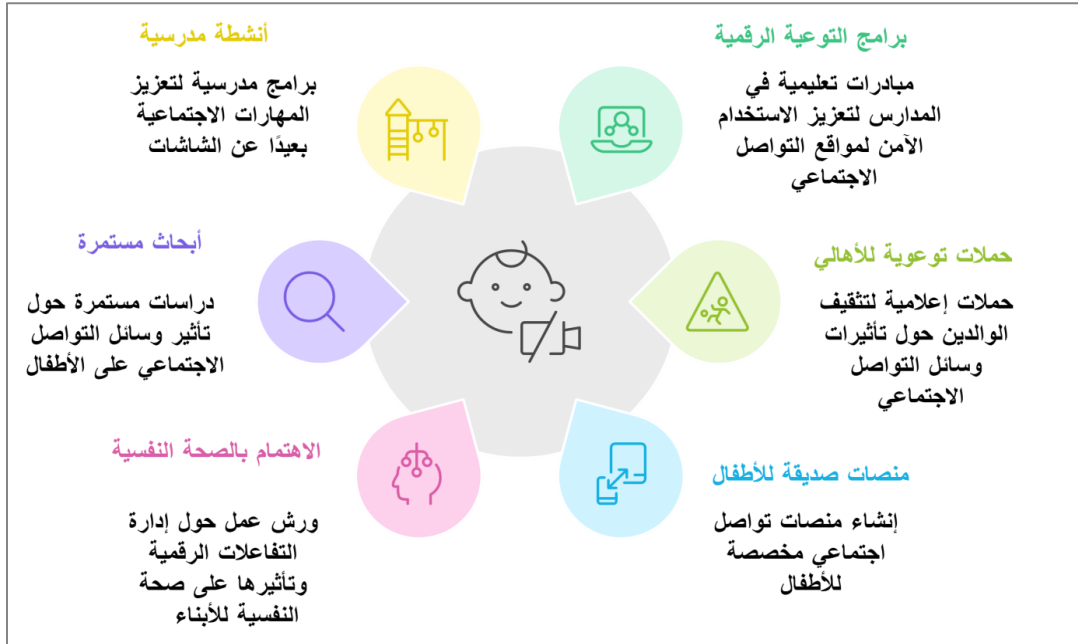 برامج التوعية الرقمية
مبادرات تعليمية في
المدارس لتعزيز الاستخدام
الآمن لمواقع التواصل
الاجتماعي
حملات توعوية للأهالي
حملات إعلامية لتثقيف
الوالدين حول تأثيرات
وسائل التواصل
الاجتماعي
منصات صديقة للأطفال
إنشاء منصات تواصل
اجتماعي مخصصة
للأطفال
أنشطة مدرسية
برامج مدرسية لتعزيز
المهارات الاجتماعية
بعيدًا عن الشاشات
أبحاث مستمرة
دراسات مستمرة حول
تأثير وسائل التواصل
الاجتماعي على الأطفال
الاهتمام بالصحة النفسية
ورش عمل حول إدارة
التفاعلات الرقمية
وتأثيرها على صحة
النفسية للأبناء